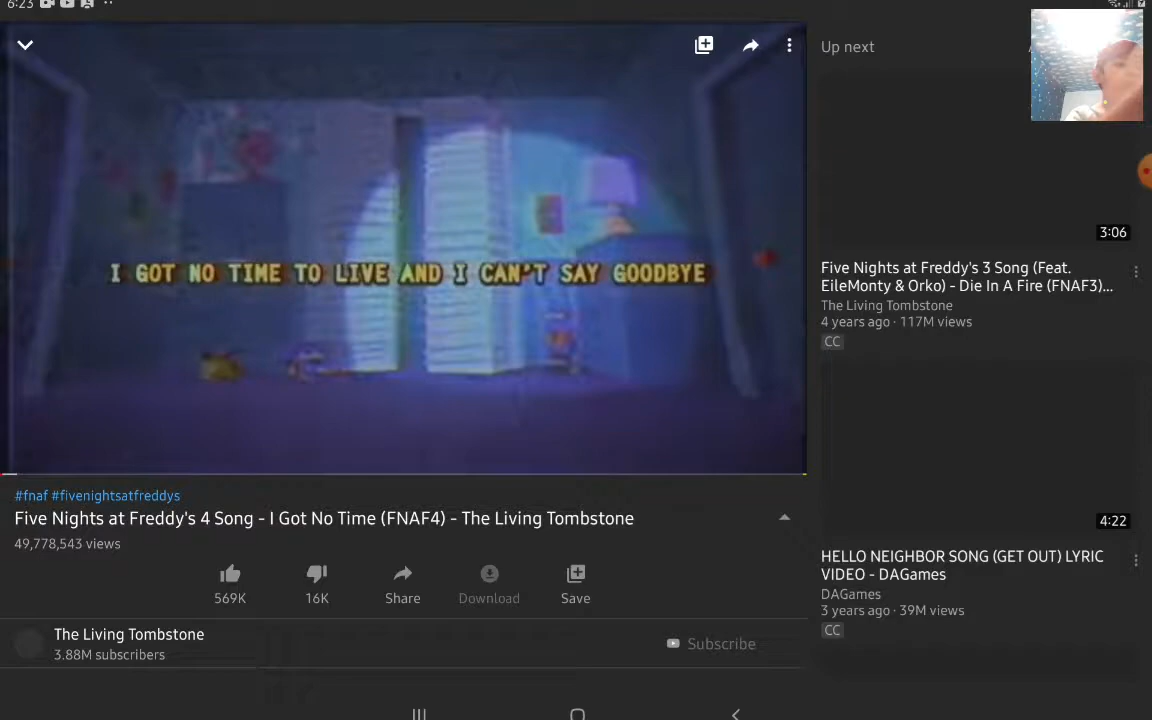 6:23
Up next
I GOT NO TIME TO LIVE AND I CAN'T SAY GOODBYE
3:06
Five Nights at Freddy's 3 Song (Feat.
EileMonty & Orko) - Die In A Fire (FNAF3)...
The Living Tombstone
4 years ago · 117M views
CC
#fnaf #fivenightsatfreddys
Five Nights at Freddy's 4 Song - I Got No Time (FNAF4) - The Living Tombstone
49,778,543 views
569K
16K
Share
Download
Save
The Living Tombstone
3.88M subscribers
Subscribe
4:22
HELLO NEIGHBOR SONG (GET OUT) LYRIC
VIDEO - DAGames
DAGames
3 years ago · 39M views
CC